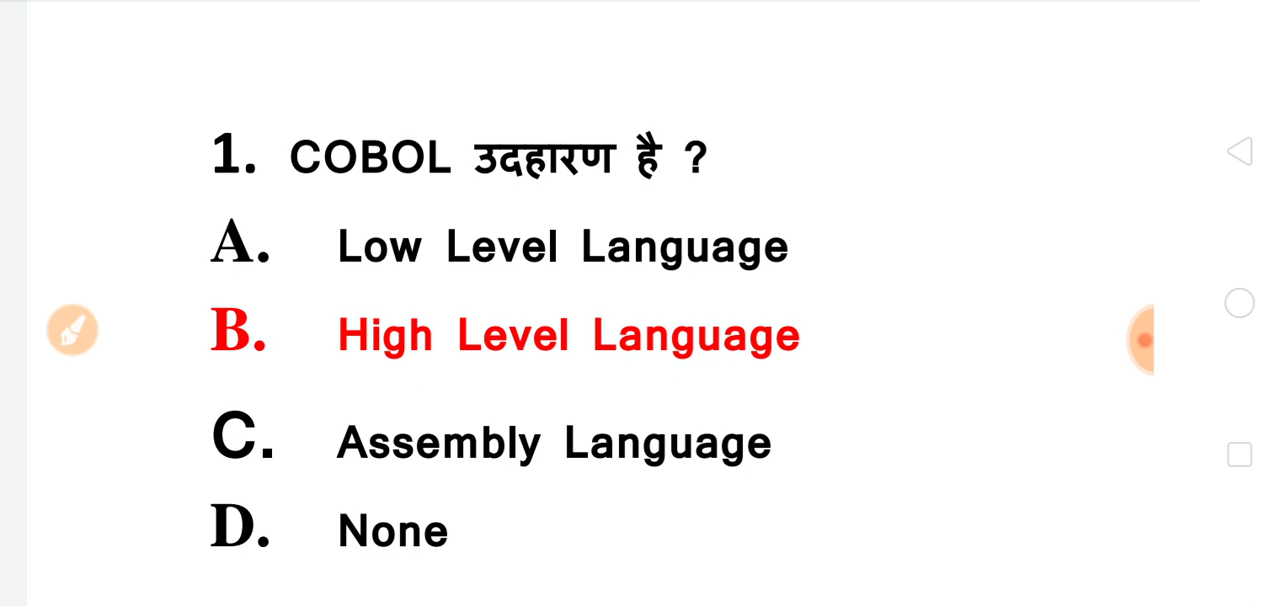 1. COBOL उदहारण है ?
A. Low Level Language
B. High Level Language
C. Assembly Language
D. None